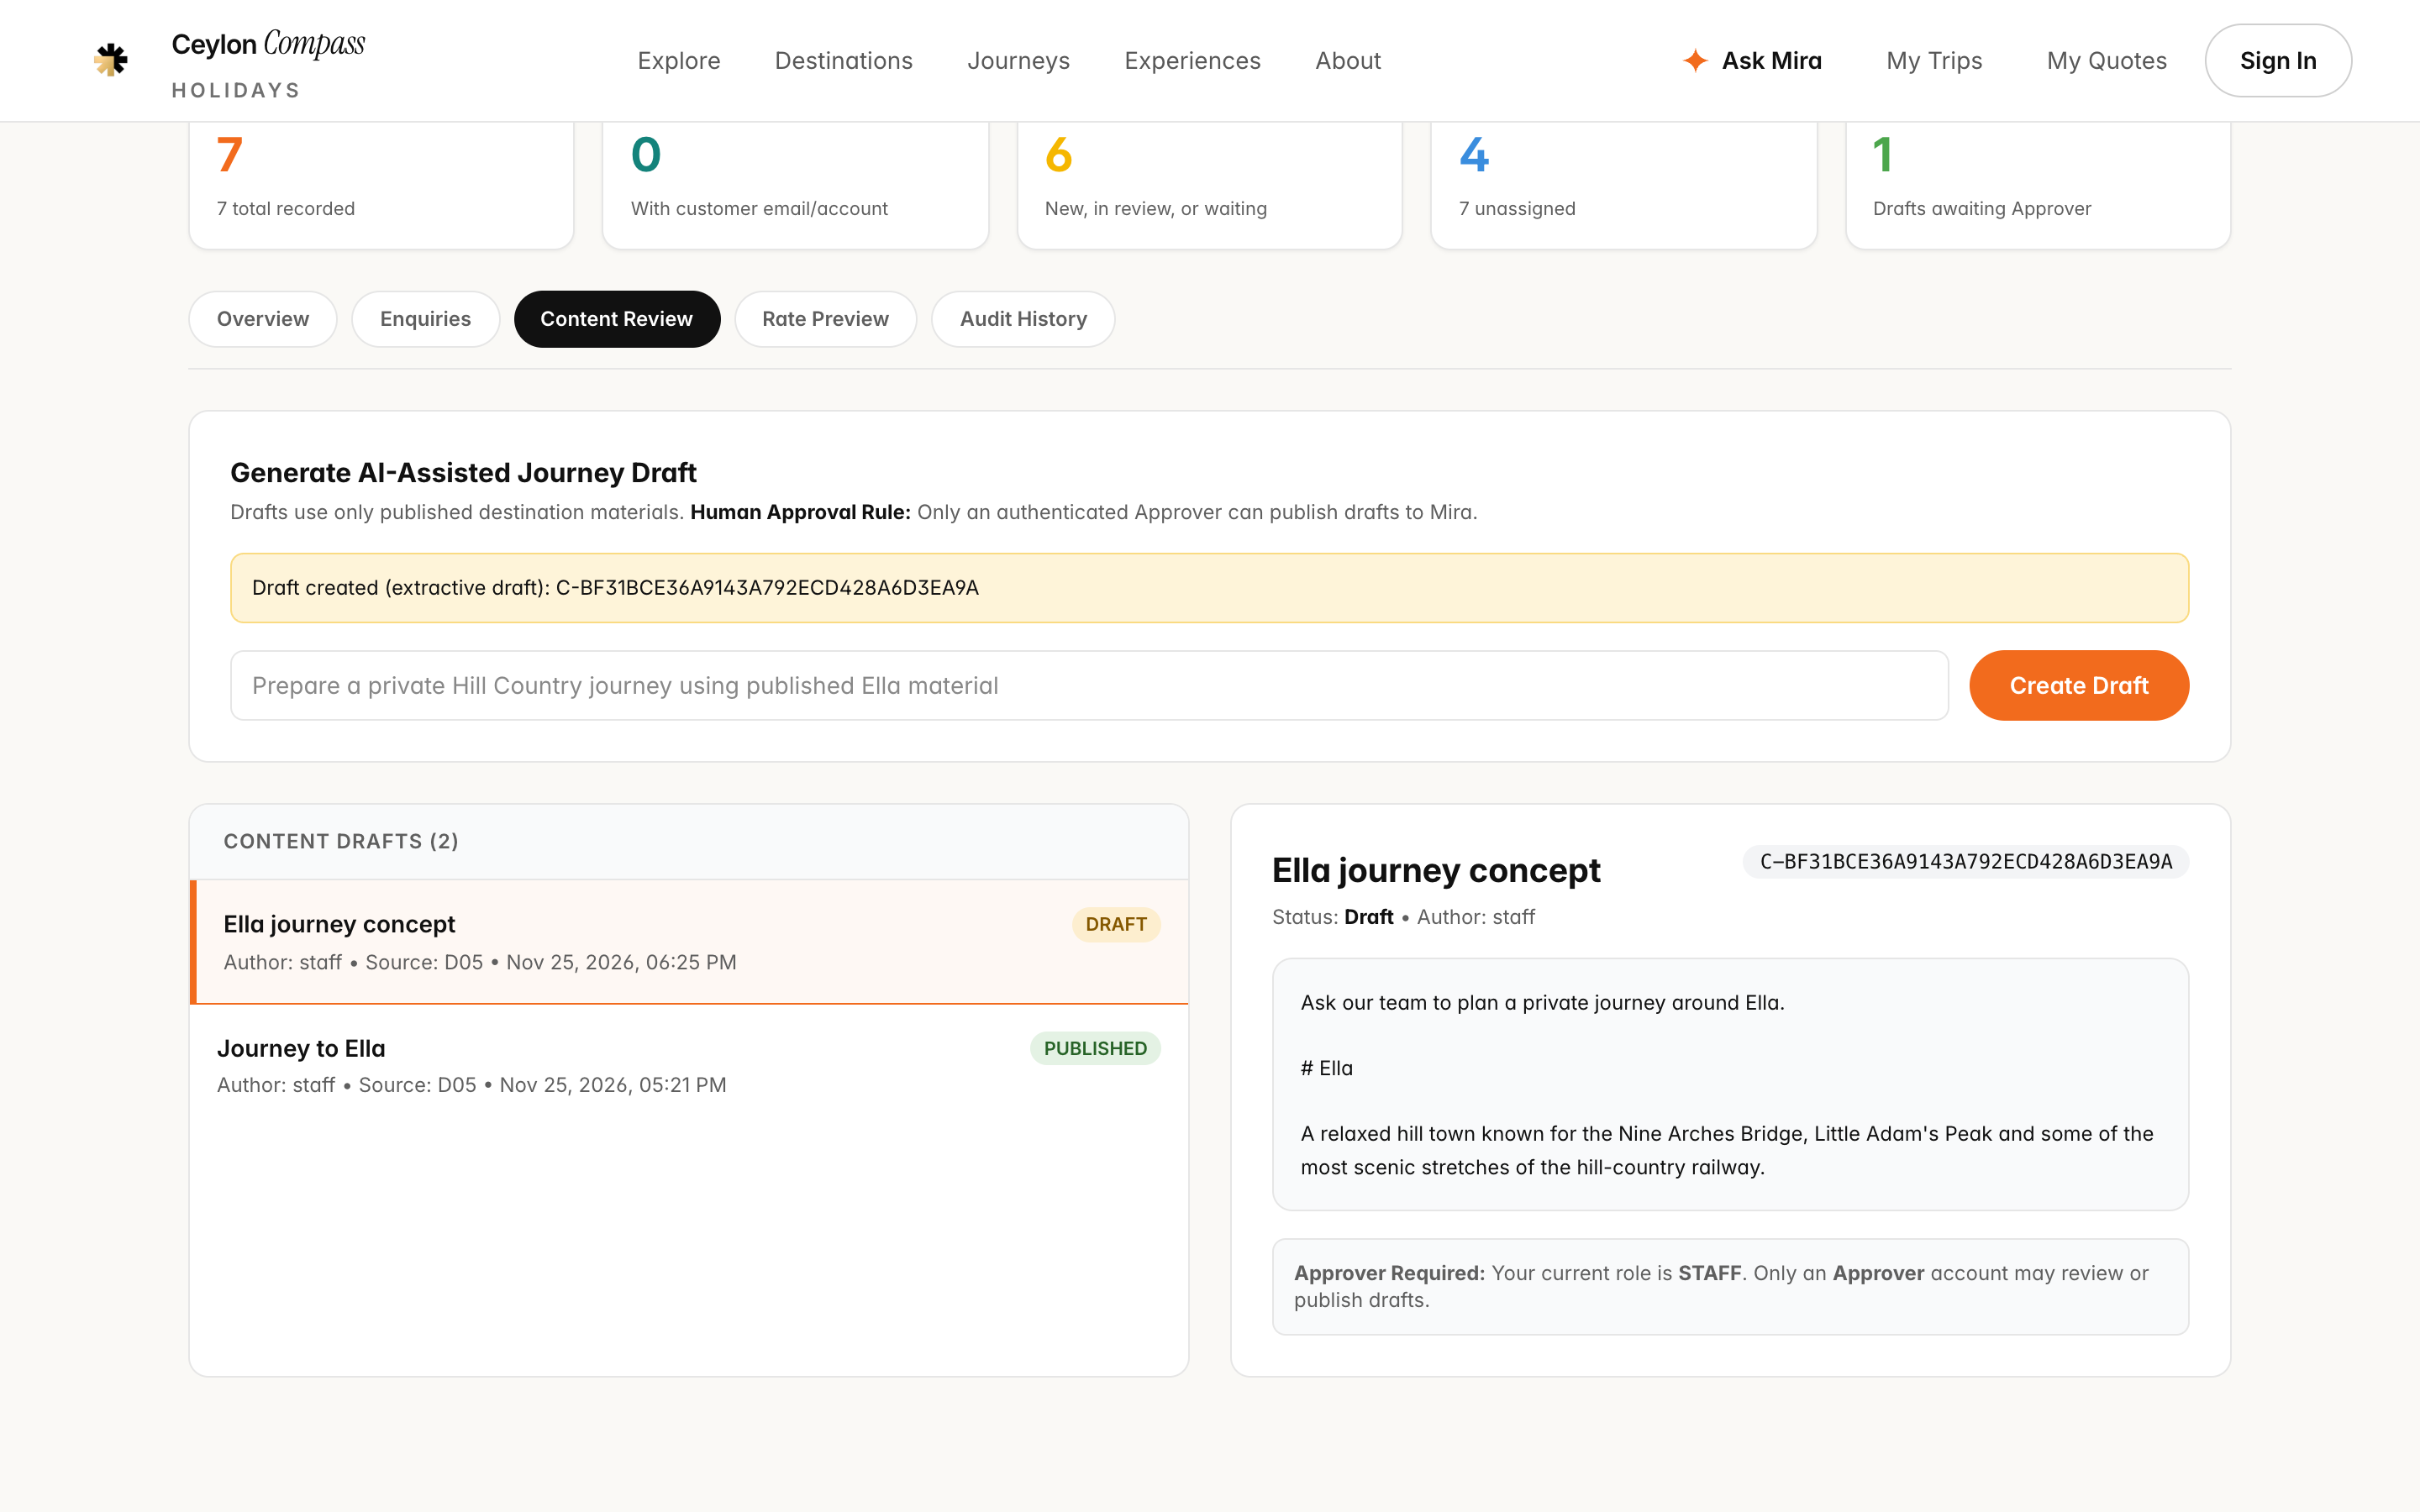 Ceylon Compass
HOLIDAYS
Explore
Destinations
Journeys
Experiences
About
Ask Mira
My Trips
My Quotes
Sign In
7
7 total recorded
0
With customer email/account
6
New, in review, or waiting
4
7 unassigned
1
Drafts awaiting Approver
Overview
Enquiries
Content Review
Rate Preview
Audit History
Generate AI-Assisted Journey Draft
Drafts use only published destination materials. Human Approval Rule: Only an authenticated Approver can publish drafts to Mira.
Draft created (extractive draft): C-BF31BCE36A9143A792ECD428A6D3EA9A
Prepare a private Hill Country journey using published Ella material
Create Draft
CONTENT DRAFTS (2)
Ella journey concept
DRAFT
Author: staff • Source: D05 • Nov 25, 2026, 06:25 PM
Journey to Ella
PUBLISHED
Author: staff • Source: D05 • Nov 25, 2026, 05:21 PM
Ella journey concept
C-BF31BCE36A9143A792ECD428A6D3EA9A
Status: Draft • Author: staff
Ask our team to plan a private journey around Ella.
# Ella
A relaxed hill town known for the Nine Arches Bridge, Little Adam's Peak and some of the
most scenic stretches of the hill-country railway.
Approver Required: Your current role is STAFF. Only an Approver account may review or
publish drafts.